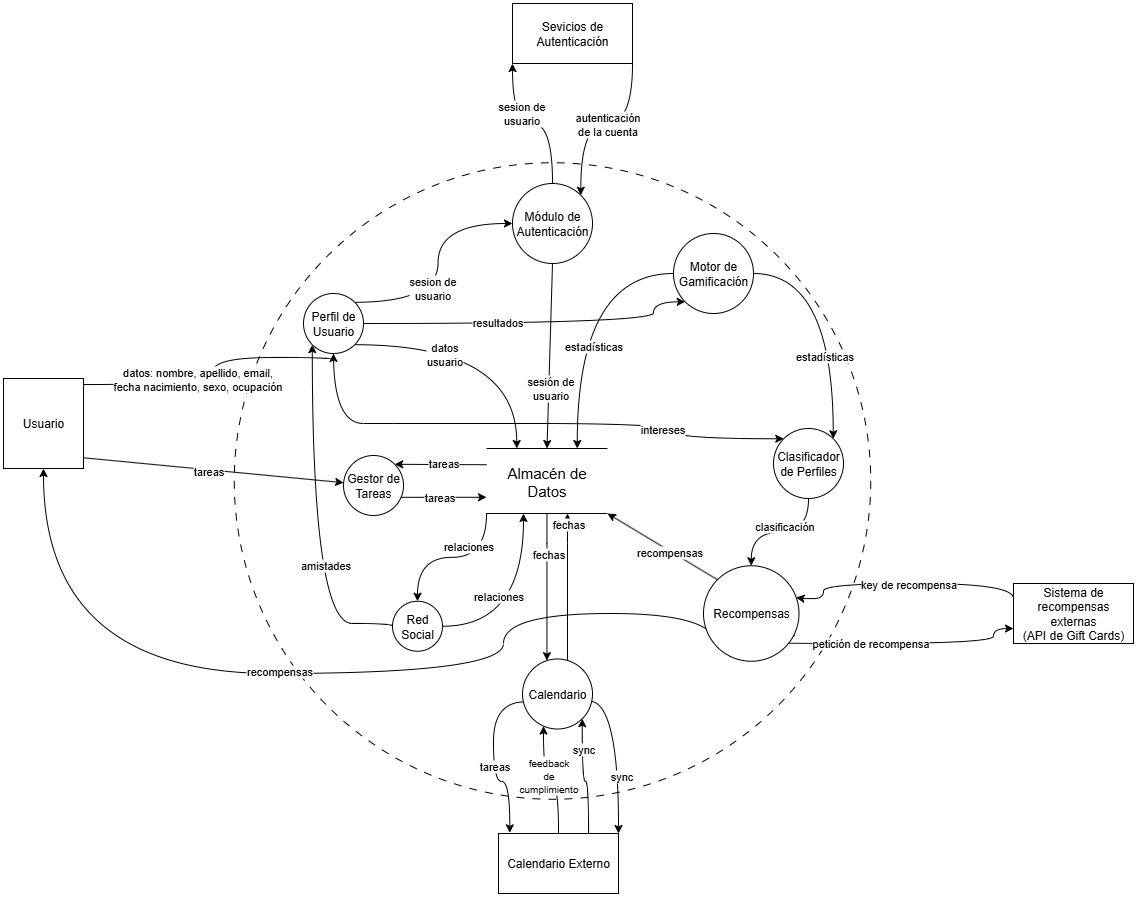 Sevicios de
Autenticación
sesion de
usuario
autenticación
de la cuenta
Módulo de
Autenticación
Motor de
Gamificación
sesion de
usuario
Perfil de
Usuario
resultados
datos
usuario
estadísticas
estadísticas
datos: nombre, apellido, email,
fecha nacimiento, sexo, ocupación
sesión de
usuario
Usuario
intereses
Clasificador
de Perfiles
tareas
tareas
Gestor de
Tareas
tareas
Almacén de
Datos
clasificación
fechas
relaciones
fechas
recompensas
amistades
key de recompensa
relaciones
Red
Social
Recompensas
Sistema de
recompensas
externas
(API de Gift Cards)
petición de recompensa
recompensas
Calendario
tareas
feedback
de
cumplimiento
sync
sync
Calendario Externo